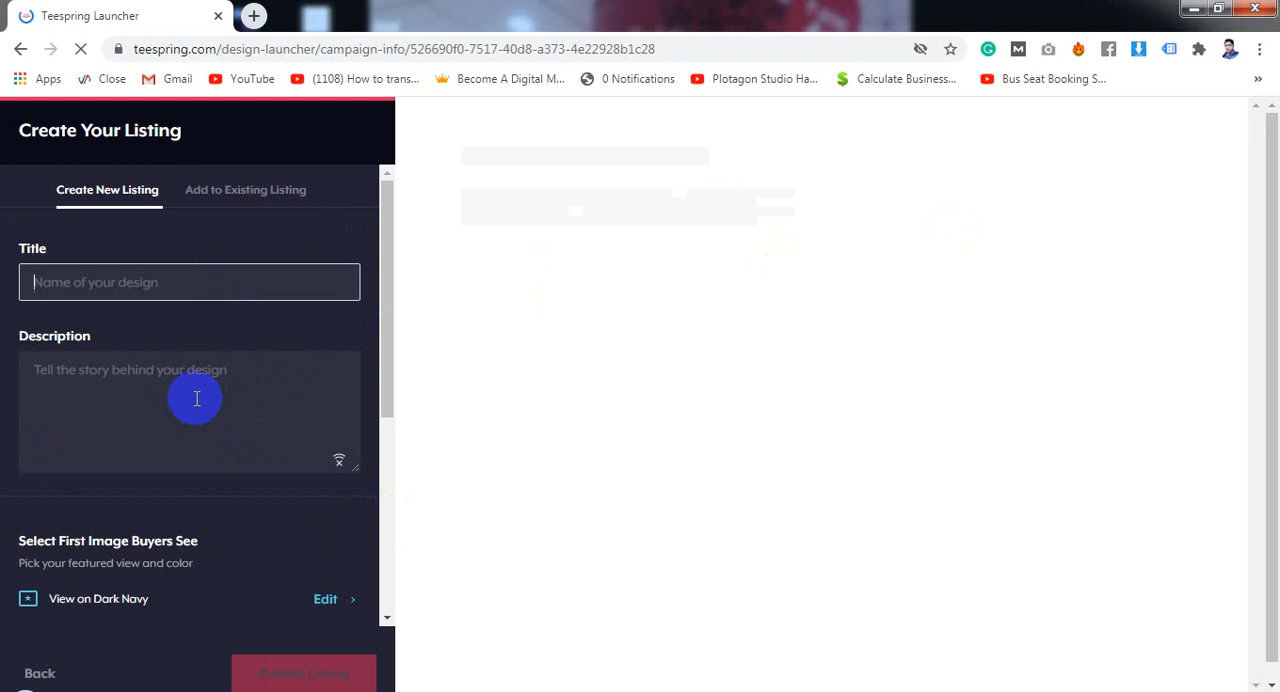 Teespring Launcher
teespring.com/design-launcher/campaign-info/526690f0-7517-40d8-a373-4e22928b1c28
Apps Close Gmail YouTube (1108) How to trans... Become A Digital M... 0 Notifications Plotagon Studio Ha... Calculate Business... Bus Seat Booking S... »
Create Your Listing
Create New Listing Add to Existing Listing
Title
Name of your design
Description
Tell the story behind your design
Select First Image Buyers See
Pick your featured view and color
View on Dark Navy Edit
Back Publish Listing